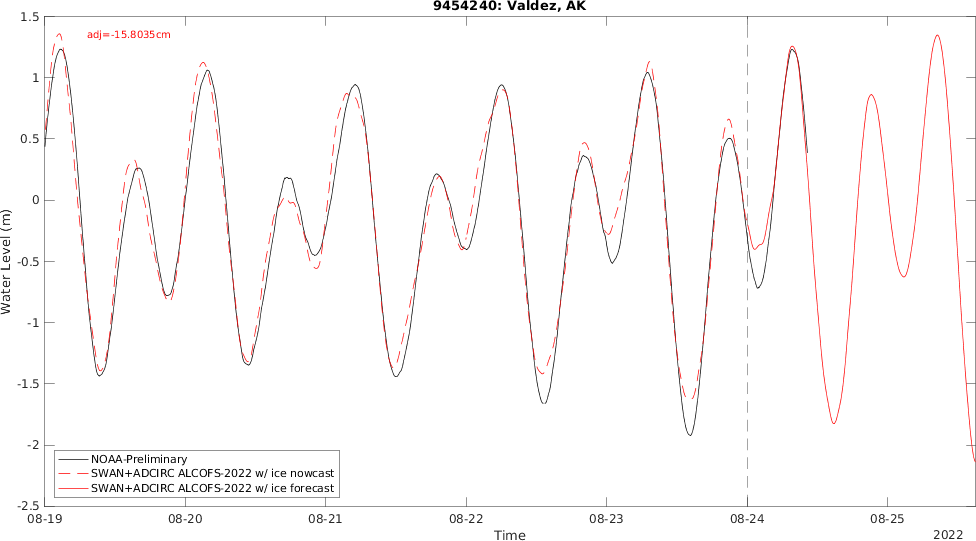 9454240: Valdez, AK
adj=-15.8035cm
1.5
1
0.5
0
-0.5
-1
-1.5
-2
-2.5
Water Level (m)
NOAA-Preliminary
SWAN+ADCIRC ALCOFS-2022 w/ ice nowcast
SWAN+ADCIRC ALCOFS-2022 w/ ice forecast
08-19 08-20 08-21 08-22 08-23 08-24 08-25
Time
2022